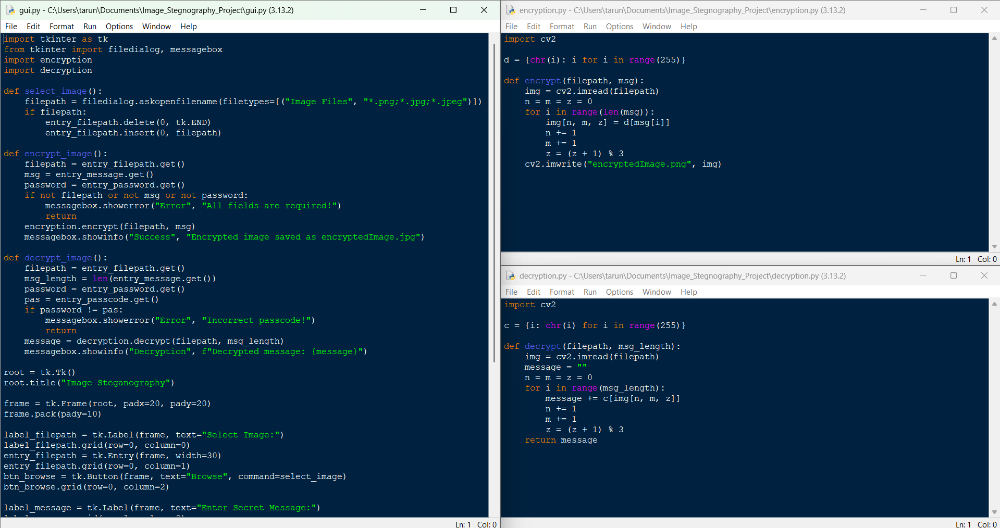 gui.py - C:\Users\tarun\Documents\Image_Stegnography_Project\gui.py (3.13.2)
File Edit Format Run Options Window Help
import tkinter as tk
from tkinter import filedialog, messagebox
import encryption
import decryption

def select_image():
    filepath = filedialog.askopenfilename(filetypes=[("Image Files", "*.png;*.jpg;*.jpeg")])
    if filepath:
        entry_filepath.delete(0, tk.END)
        entry_filepath.insert(0, filepath)

def encrypt_image():
    filepath = entry_filepath.get()
    msg = entry_message.get()
    password = entry_password.get()
    if not filepath or not msg or not password:
        messagebox.showerror("Error", "All fields are required!")
        return
    encryption.encrypt(filepath, msg)
    messagebox.showinfo("Success", "Encrypted image saved as encryptedImage.jpg")

def decrypt_image():
    filepath = entry_filepath.get()
    msg_length = len(entry_message.get())
    password = entry_password.get()
    pas = entry_passcode.get()
    if password != pas:
        messagebox.showerror("Error", "Incorrect passcode!")
        return
    message = decryption.decrypt(filepath, msg_length)
    messagebox.showinfo("Decryption", f"Decrypted message: {message}")

root = tk.Tk()
root.title("Image Steganography")

frame = tk.Frame(root, padx=20, pady=20)
frame.pack(pady=10)

label_filepath = tk.Label(frame, text="Select Image:")
label_filepath.grid(row=0, column=0)
entry_filepath = tk.Entry(frame, width=30)
entry_filepath.grid(row=0, column=1)
btn_browse = tk.Button(frame, text="Browse", command=select_image)
btn_browse.grid(row=0, column=2)

label_message = tk.Label(frame, text="Enter Secret Message:")
Ln: 1 Col: 0
encryption.py - C:\Users\tarun\Documents\Image_Stegnography_Project\encryption.py (3.13.2)
File Edit Format Run Options Window Help
import cv2

d = {chr(i): i for i in range(255)}

def encrypt(filepath, msg):
    img = cv2.imread(filepath)
    n = m = z = 0
    for i in range(len(msg)):
        img[n, m, z] = d[msg[i]]
        n += 1
        m += 1
        z = (z + 1) % 3
    cv2.imwrite("encryptedImage.png", img)
Ln: 1 Col: 0
decryption.py - C:\Users\tarun\Documents\Image_Stegnography_Project\decryption.py (3.13.2)
File Edit Format Run Options Window Help
import cv2

c = {i: chr(i) for i in range(255)}

def decrypt(filepath, msg_length):
    img = cv2.imread(filepath)
    message = ""
    n = m = z = 0
    for i in range(msg_length):
        message += c[img[n, m, z]]
        n += 1
        m += 1
        z = (z + 1) % 3
    return message
Ln: 1 Col: 0